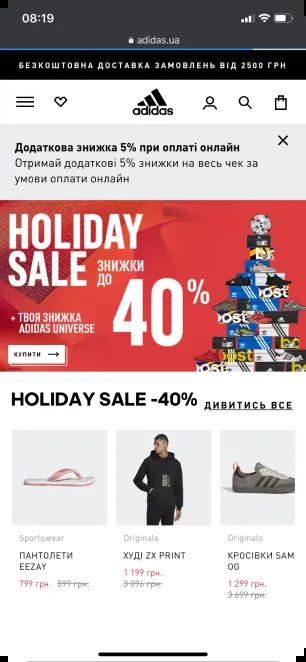 08:19
adidas.ua
БЕЗКОШТОВНА ДОСТАВКА ЗАМОВЛЕНЬ ВІД 2500 ГРН
adidas
Додаткова знижка 5% при оплаті онлайн
Отримай додаткові 5% знижки на весь чек за
умови оплати онлайн
HOLIDAY
SALE ЗНИЖКИ
ДО 40%
+ ТВОЯ ЗНИЖКА
ADIDAS UNIVERSE
КУПИТИ
HOLIDAY SALE -40%
ДИВИТИСЬ ВСЕ
Sportswear
ПАНТОЛЕТИ
EEZAY
799 грн. 899 грн.
Originals
ХУДІ ZX PRINT
1 199 грн.
3 096 грн.
Originals
КРОСІВКИ SAM
OG
1 299 грн.
3 699 грн.